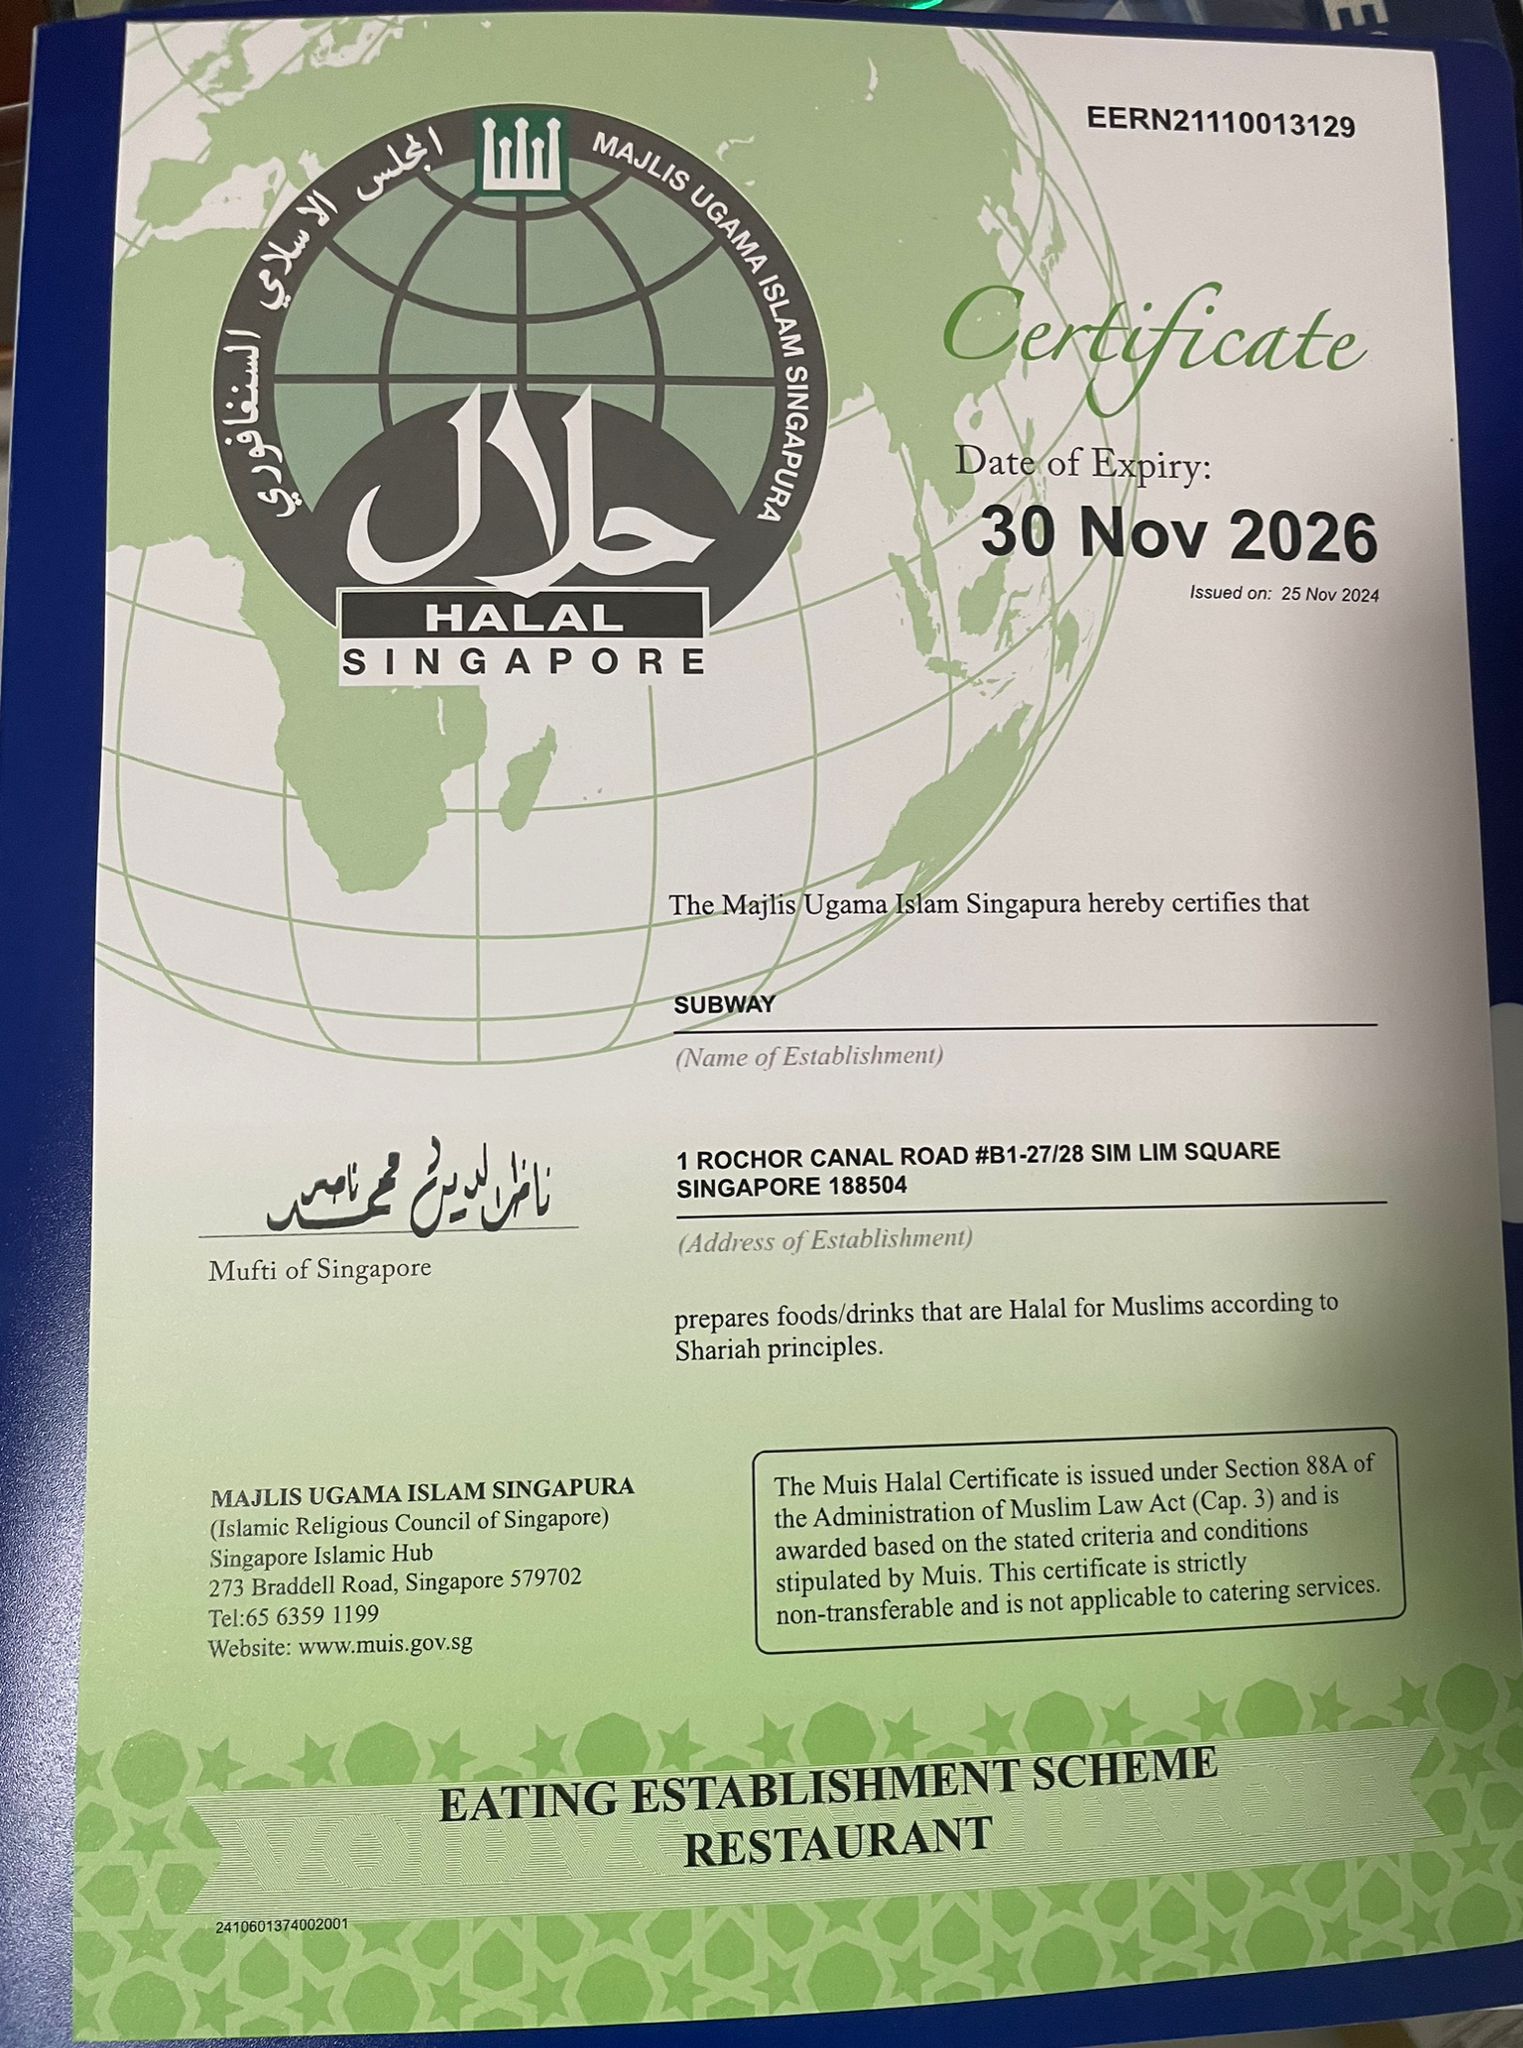 EERN21110013129
المجلس الاسلامي السنغافوري
MAJLIS UGAMA ISLAM SINGAPURA
حلال
HALAL
SINGAPORE
Certificate
Date of Expiry:
30 Nov 2026
Issued on: 25 Nov 2024
The Majlis Ugama Islam Singapura hereby certifies that
SUBWAY
(Name of Establishment)
1 ROCHOR CANAL ROAD #B1-27/28 SIM LIM SQUARE
SINGAPORE 188504
(Address of Establishment)
Mufti of Singapore
prepares foods/drinks that are Halal for Muslims according to
Shariah principles.
MAJLIS UGAMA ISLAM SINGAPURA
(Islamic Religious Council of Singapore)
Singapore Islamic Hub
273 Braddell Road, Singapore 579702
Tel:65 6359 1199
Website: www.muis.gov.sg
The Muis Halal Certificate is issued under Section 88A of
the Administration of Muslim Law Act (Cap. 3) and is
awarded based on the stated criteria and conditions
stipulated by Muis. This certificate is strictly
non-transferable and is not applicable to catering services.
EATING ESTABLISHMENT SCHEME
RESTAURANT
2410601374002001